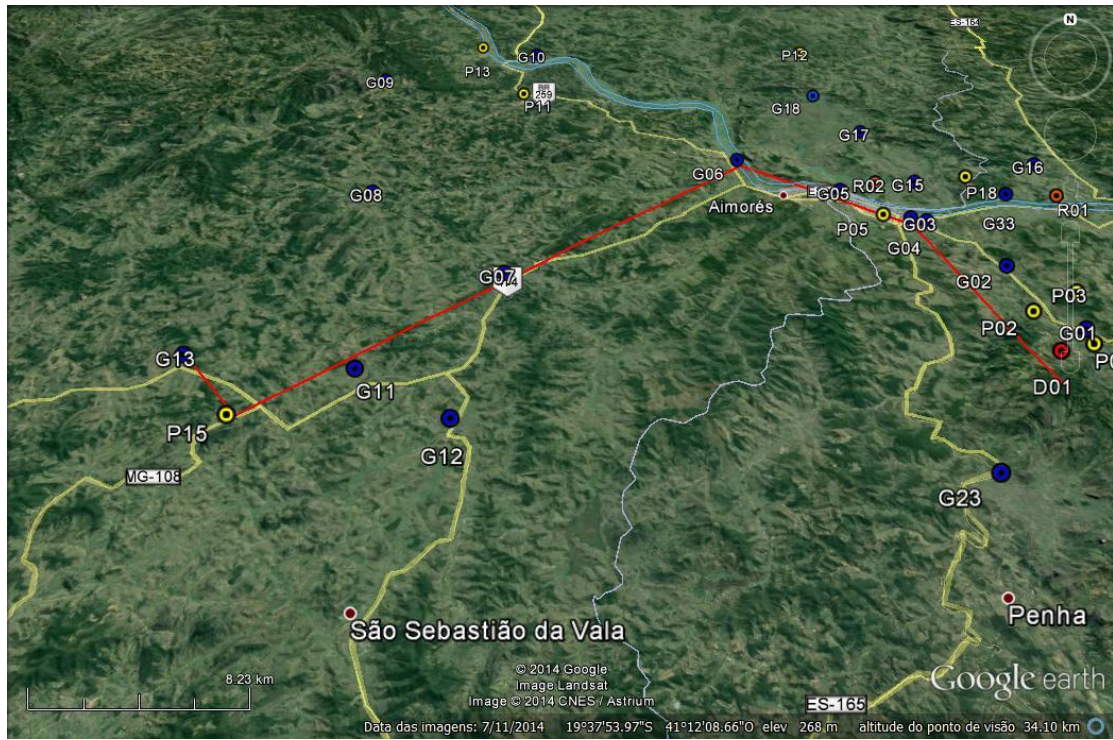 ES-164
N
G10
P13
P12
G09
BR
259
P11
G18
G17
G16
G06
R02
G15
G08
G05
P18
Aimorés
R01
P05
G03
G33
G04
G07
G02
P03
P02
G01
G13
D01
G11
P15
G12
MG-108
G23
São Sebastião da Vala
Penha
© 2014 Google
Image Landsat
Image © 2014 CNES / Astrium
8.23 km
Google earth
ES-165
Data das imagens: 7/11/2014 19°37'53.97"S 41°12'08.66"O elev 268 m altitude do ponto de visão 34.10 km